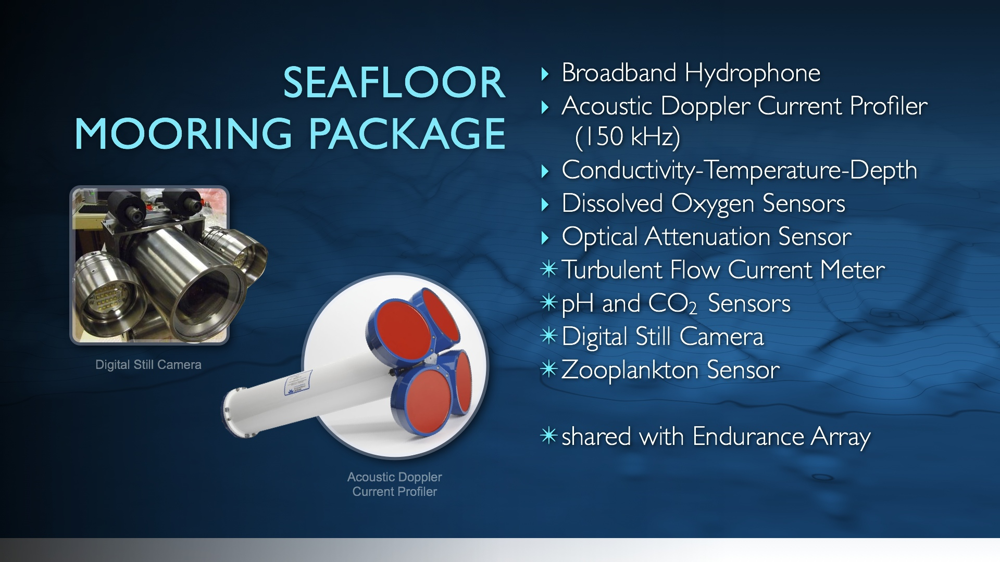 SEAFLOOR
MOORING PACKAGE
Broadband Hydrophone
Acoustic Doppler Current Profiler
(150 kHz)
Conductivity-Temperature-Depth
Dissolved Oxygen Sensors
Optical Attenuation Sensor
✴ Turbulent Flow Current Meter
✴ pH and CO₂ Sensors
✴ Digital Still Camera
✴ Zooplankton Sensor
✴ shared with Endurance Array
Digital Still Camera
Acoustic Doppler
Current Profiler